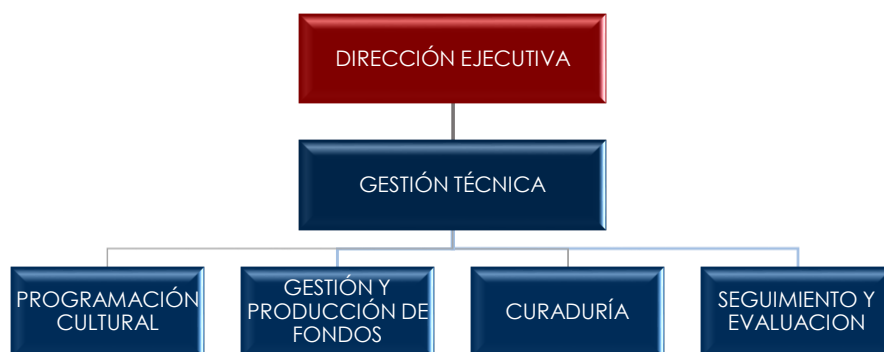 DIRECCIÓN EJECUTIVA
GESTIÓN TÉCNICA
PROGRAMACIÓN
CULTURAL
GESTIÓN Y
PRODUCCIÓN DE
FONDOS
CURADURÍA
SEGUIMIENTO Y
EVALUACION